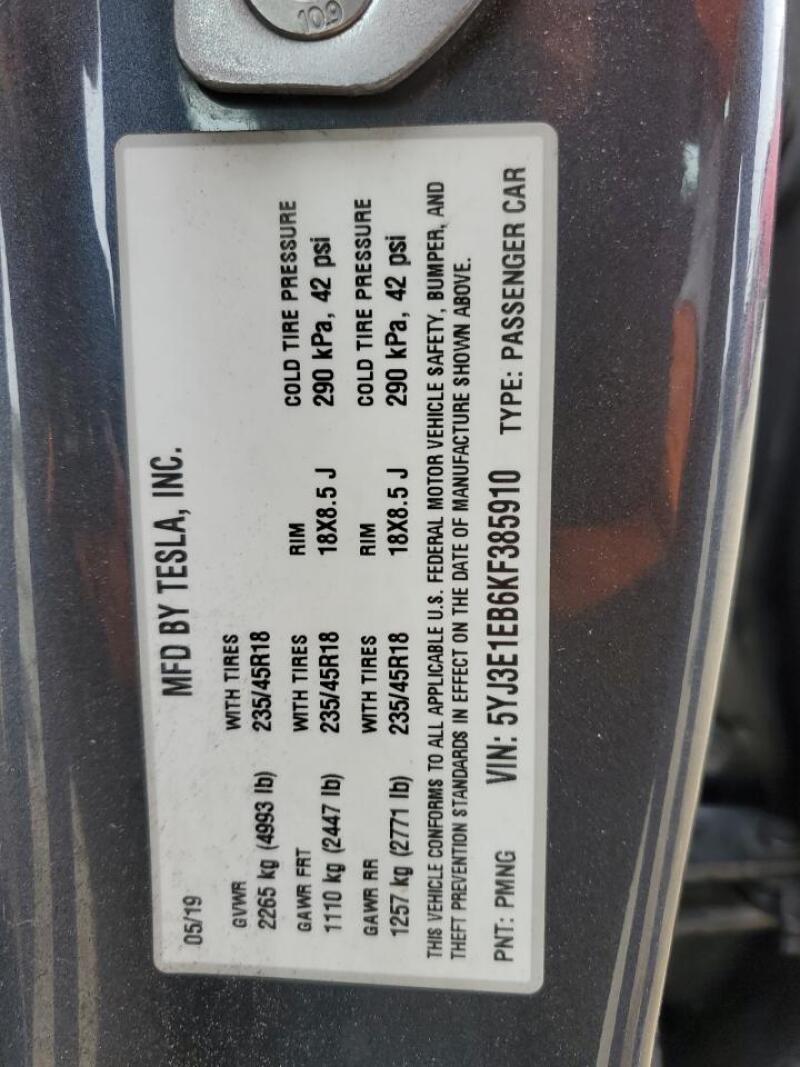 10.9
05/19 MFD BY TESLA, INC.
GVWR WITH TIRES
2265 kg (4993 lb) 235/45R18
GAWR FRT WITH TIRES RIM COLD TIRE PRESSURE
1110 kg (2447 lb) 235/45R18 18X8.5 J 290 kPa, 42 psi
GAWR RR WITH TIRES RIM COLD TIRE PRESSURE
1257 kg (2771 lb) 235/45R18 18X8.5 J 290 kPa, 42 psi
THIS VEHICLE CONFORMS TO ALL APPLICABLE U.S. FEDERAL MOTOR VEHICLE SAFETY, BUMPER, AND
THEFT PREVENTION STANDARDS IN EFFECT ON THE DATE OF MANUFACTURE SHOWN ABOVE.
PNT: PMNG VIN: 5YJ3E1EB6KF385910 TYPE: PASSENGER CAR